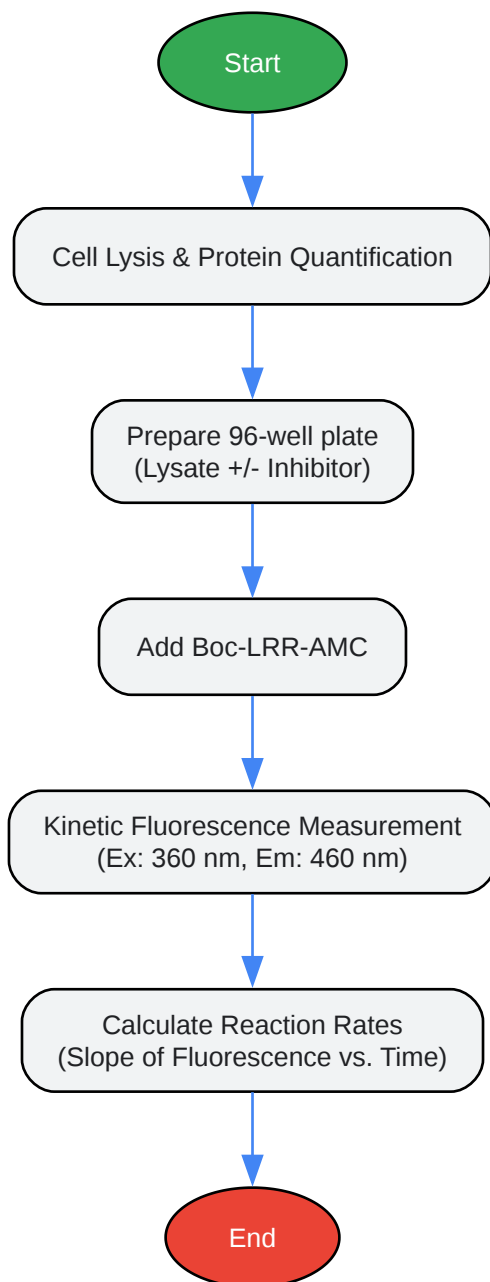 Start
Cell Lysis & Protein Quantification
Prepare 96-well plate
(Lysate +/- Inhibitor)
Add Boc-LRR-AMC
Kinetic Fluorescence Measurement
(Ex: 360 nm, Em: 460 nm)
Calculate Reaction Rates
(Slope of Fluorescence vs. Time)
End